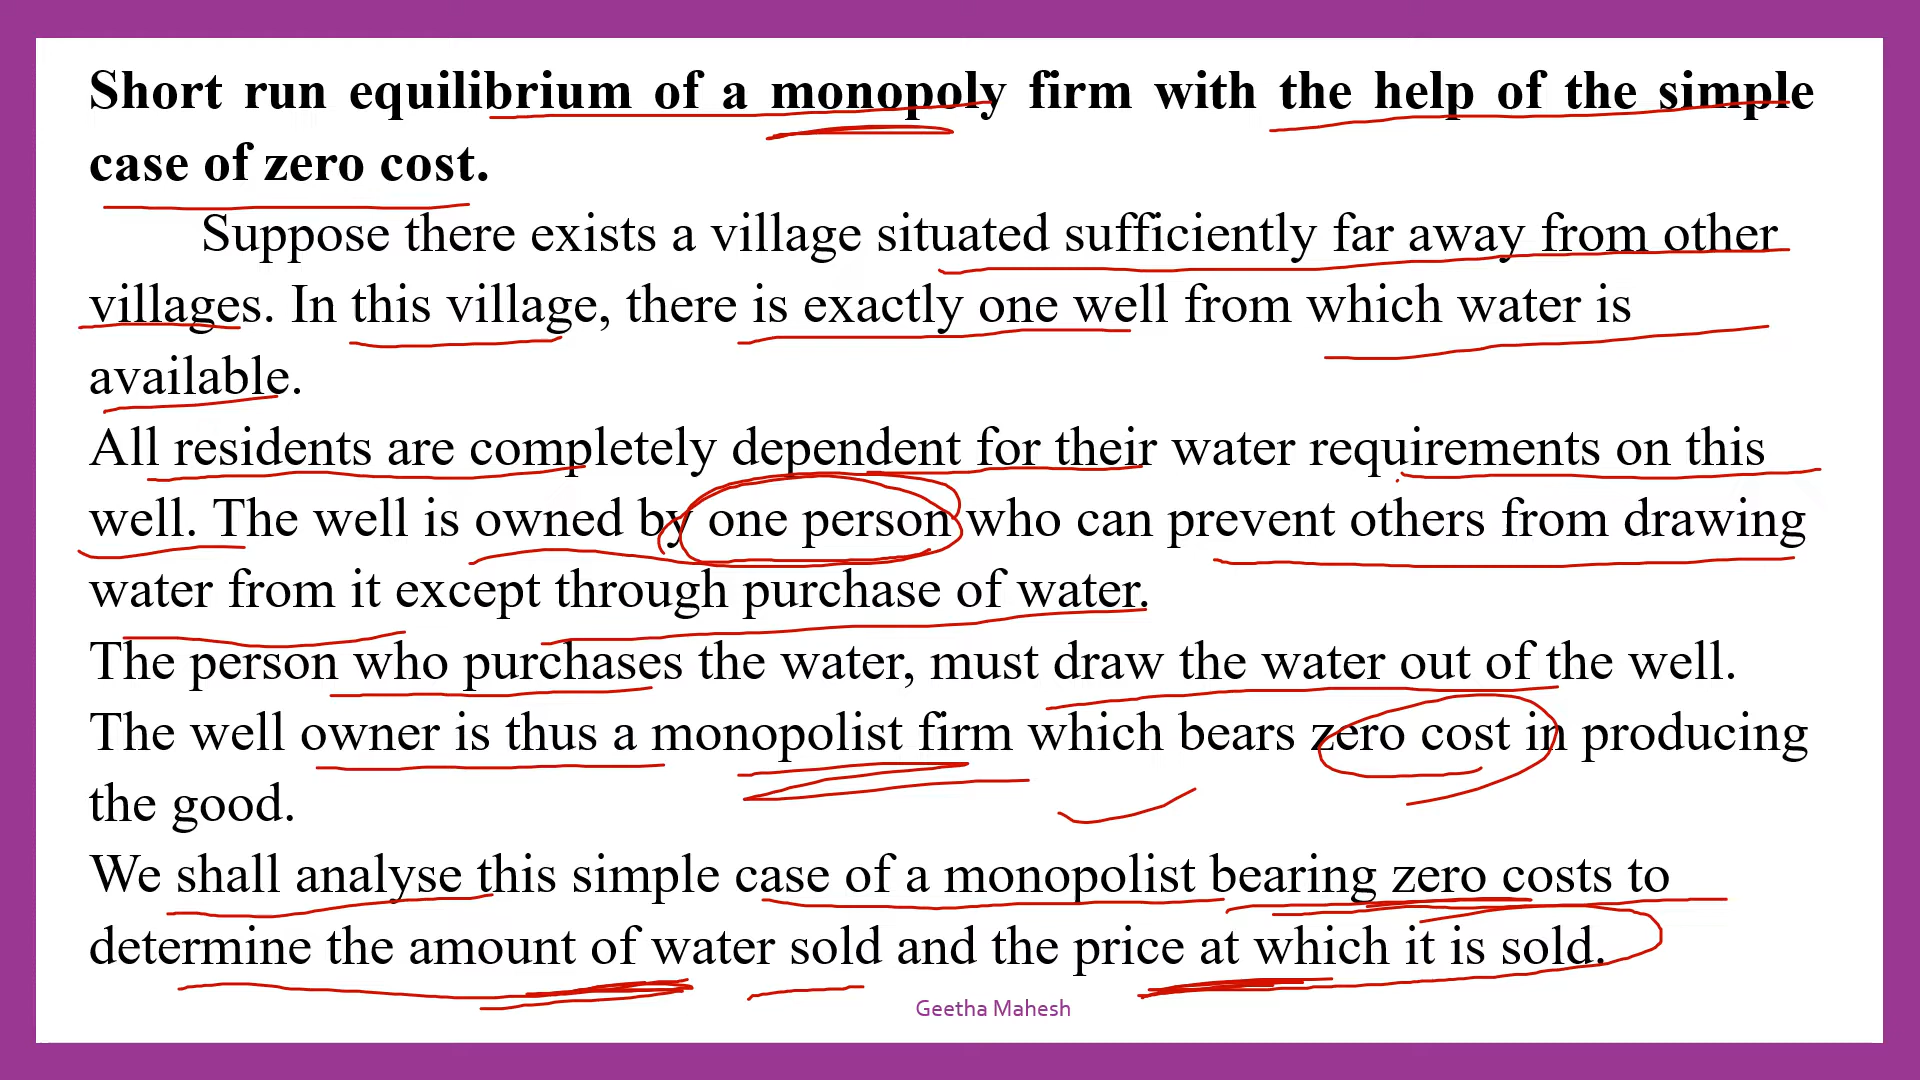 Short run equilibrium of a monopoly firm with the help of the simple
case of zero cost.
Suppose there exists a village situated sufficiently far away from other
villages. In this village, there is exactly one well from which water is
available.
All residents are completely dependent for their water requirements on this
well. The well is owned by one person who can prevent others from drawing
water from it except through purchase of water.
The person who purchases the water, must draw the water out of the well.
The well owner is thus a monopolist firm which bears zero cost in producing
the good.
We shall analyse this simple case of a monopolist bearing zero costs to
determine the amount of water sold and the price at which it is sold.
Geetha Mahesh